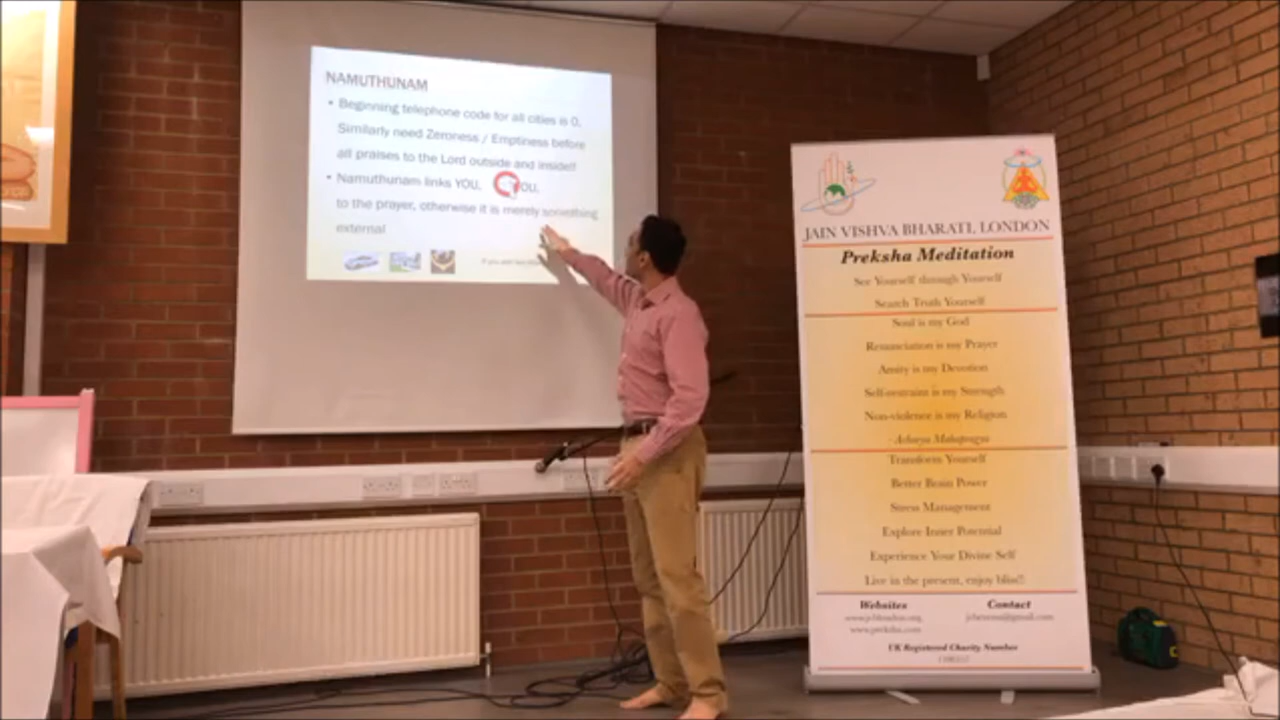 NAMUTHUNAM
• Beginning telephone code for all cities is 0.
Similarly need Zeroness / Emptiness before
all praises to the Lord outside and inside!!
• Namuthunam links YOU, YOU,
to the prayer, otherwise it is merely something
external
If you
JAIN VISHVA BHARATI, LONDON
Preksha Meditation
See Yourself through Yourself
Search Truth Yourself
Soul is my God
Renunciation is my Prayer
Amity is my Devotion
Self-restraint is my Strength
Non-violence is my Religion
- Acharya Mahapragya
Transform Yourself
Better Brain Power
Stress Management
Explore Inner Potential
Experience Your Divine Self
Live in the present, enjoy bliss!!
Websites Contact
www.preksha.com
UK Registered Charity Number